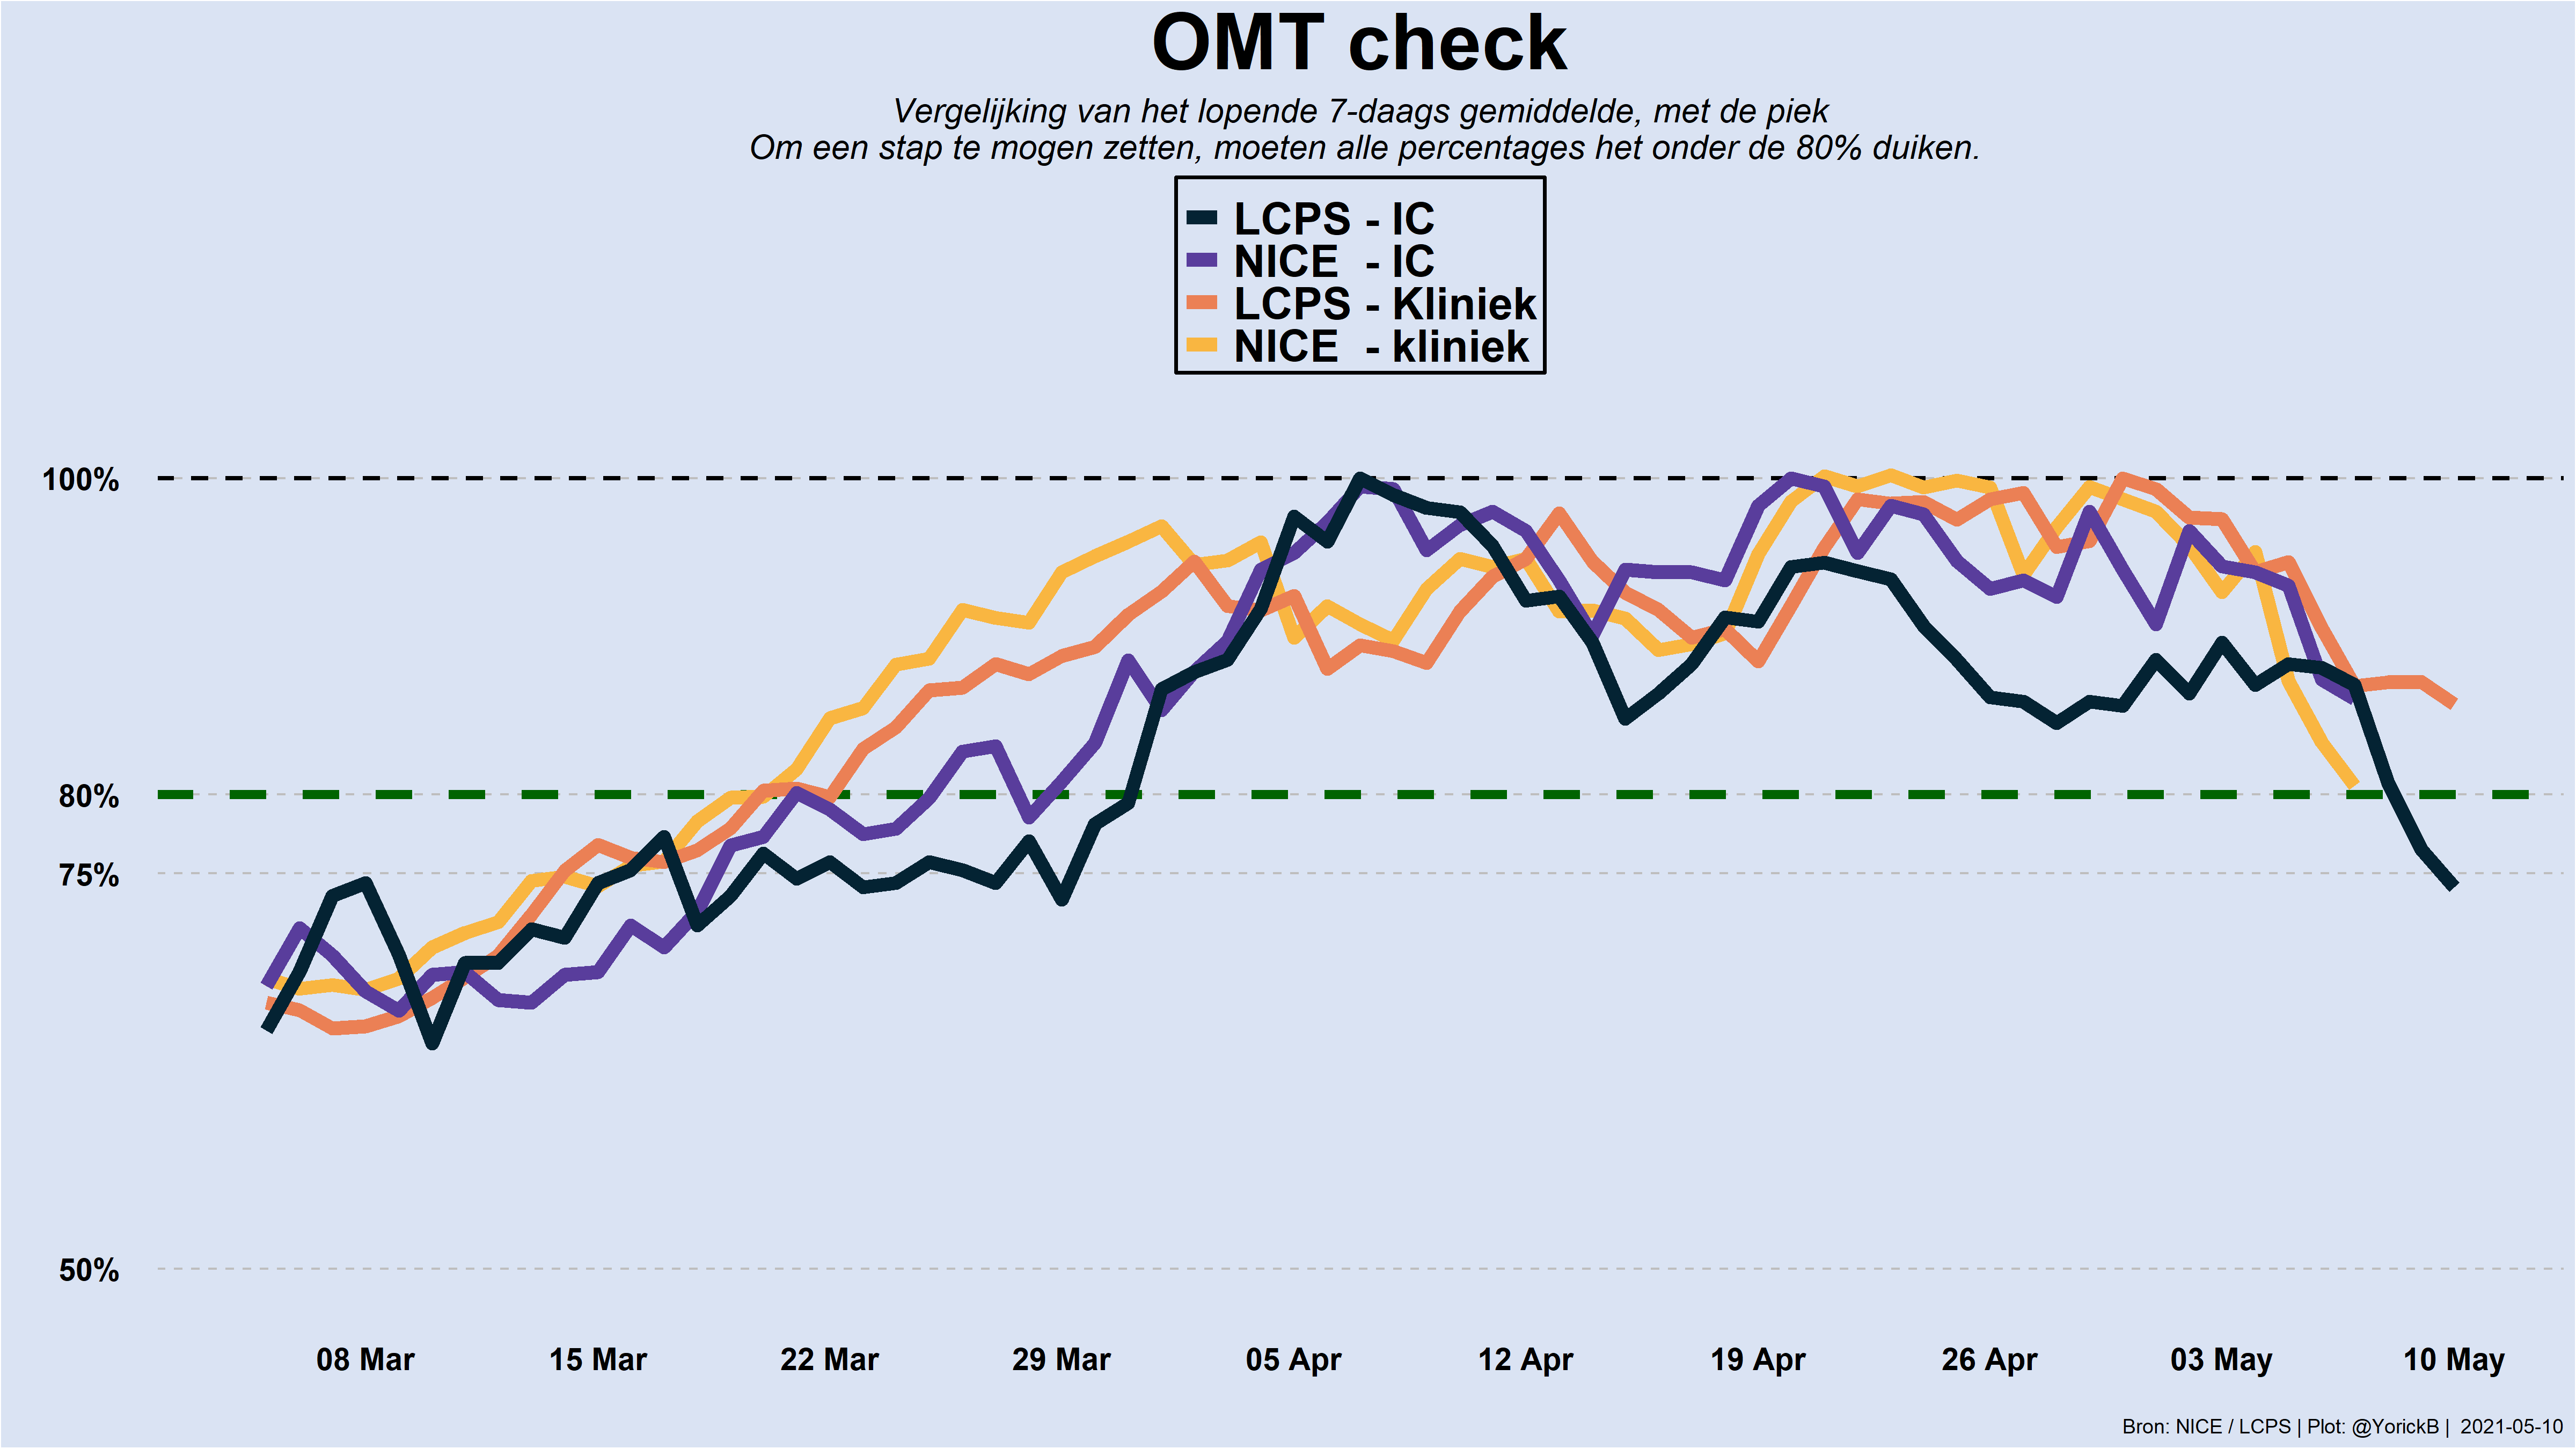 OMT check
Vergelijking van het lopende 7-daags gemiddelde, met de piek
Om een stap te mogen zetten, moeten alle percentages het onder de 80% duiken.
LCPS - IC
NICE - IC
LCPS - Kliniek
NICE - kliniek
100%
80%
75%
50%
08 Mar 15 Mar 22 Mar 29 Mar 05 Apr 12 Apr 19 Apr 26 Apr 03 May 10 May
Bron: NICE / LCPS | Plot: @YorickB | 2021-05-10